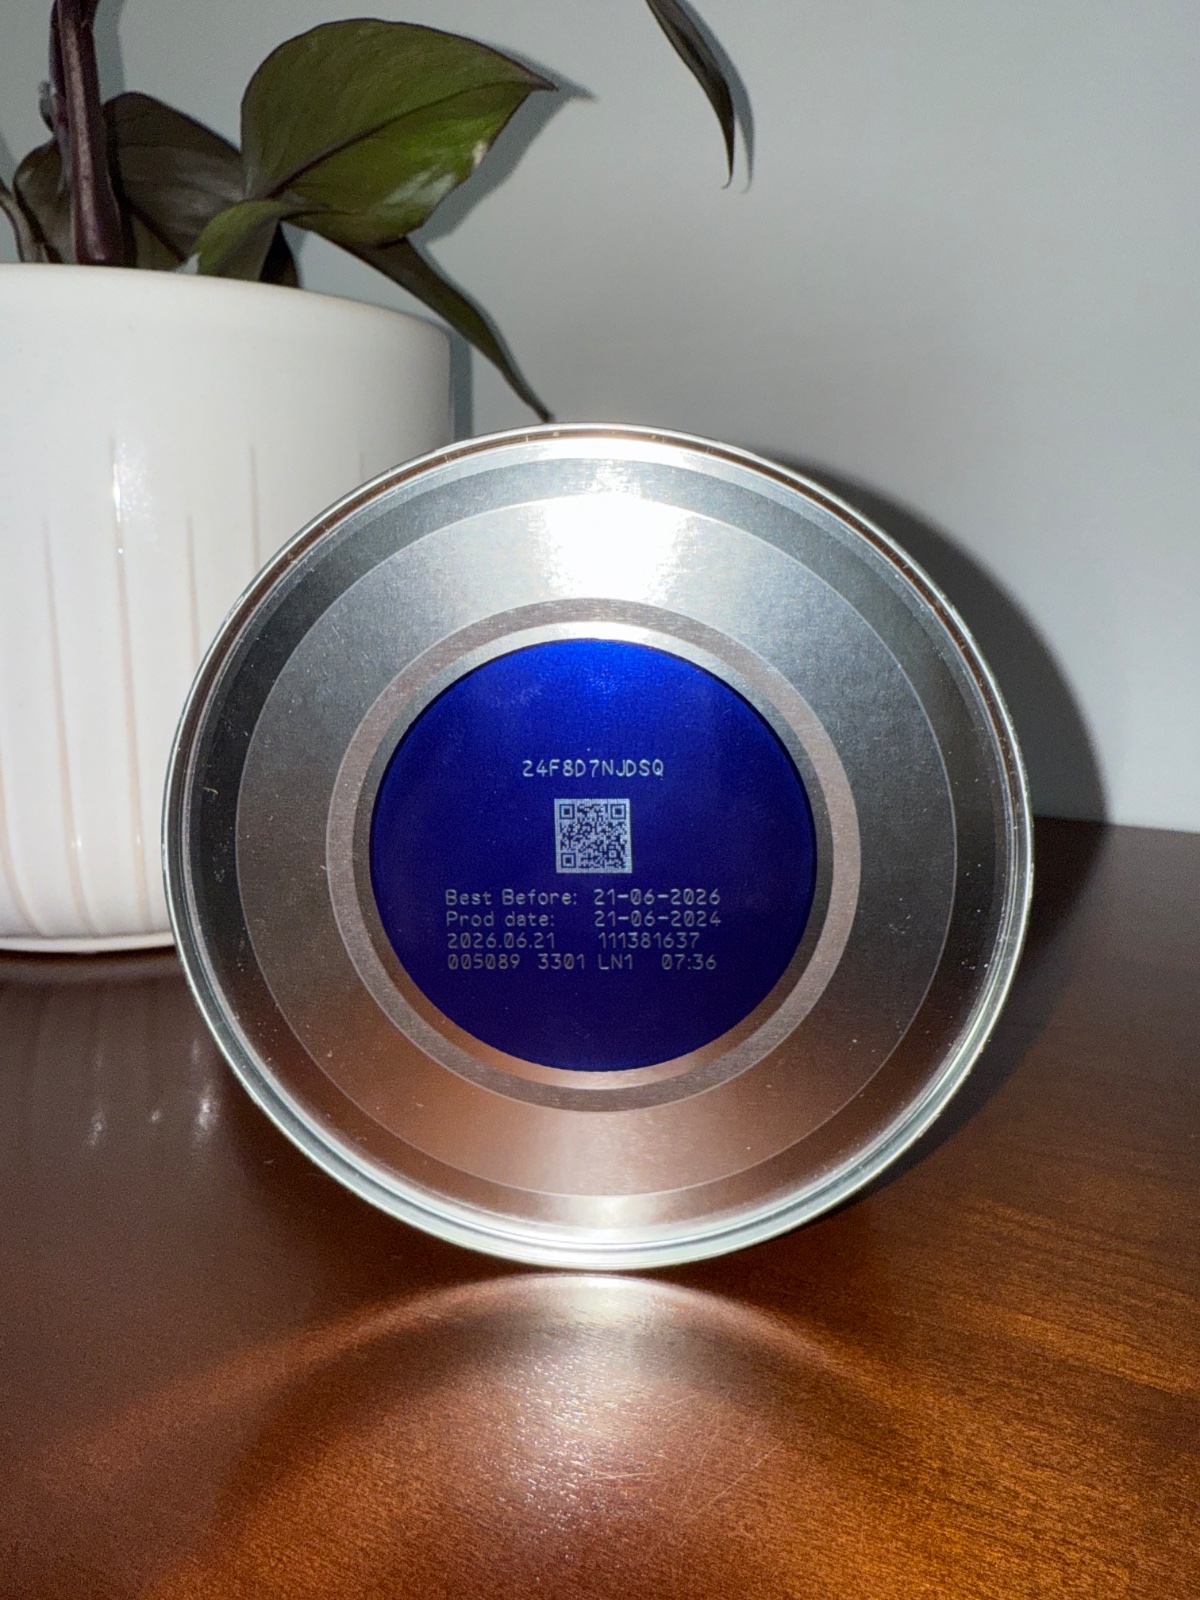 24F8D7NJDSQ
Best Before: 21-06-2026
Prod date: 21-06-2024
2026.06.21 111381637
005089 3301 LN1 07:36